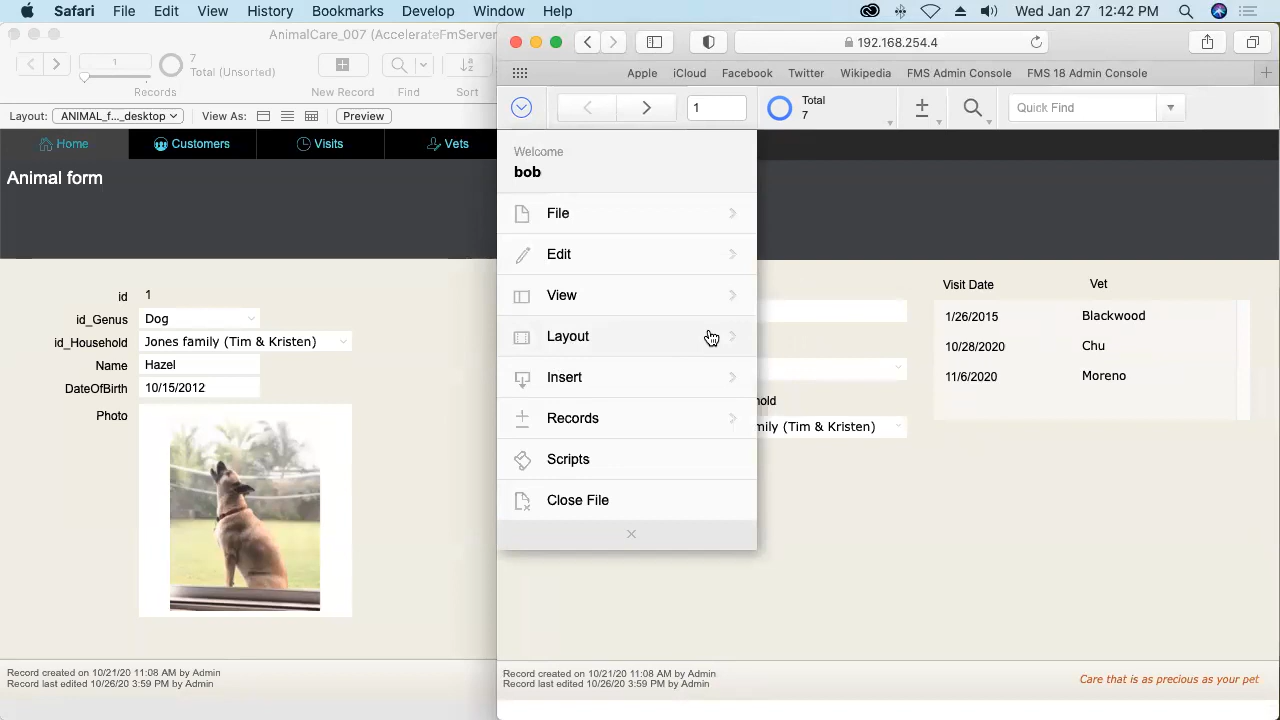 Safari File Edit View History Bookmarks Develop Window Help Wed Jan 27 12:42 PM
AnimalCare_007 (AccelerateFmServer
1
7
Total (Unsorted)
Records
New Record
Find
Sort
Layout: ANIMAL_f..._desktop View As: Preview
Home Customers Visits Vets
Animal form
id 1
id_Genus Dog
id_Household Jones family (Tim & Kristen)
Name Hazel
DateOfBirth 10/15/2012
Photo
Record created on 10/21/20 11:08 AM by Admin
Record last edited 10/26/20 3:59 PM by Admin
192.168.254.4
Apple iCloud Facebook Twitter Wikipedia FMS Admin Console FMS 18 Admin Console
1
Total
7
Quick Find
Welcome
bob
File
Edit
View
Layout
Insert
Records
Scripts
Close File
Visit Date Vet
1/26/2015 Blackwood
10/28/2020 Chu
11/6/2020 Moreno
(Tim & Kristen)
Record created on 10/21/20 11:08 AM by Admin
Record last edited 10/26/20 3:59 PM by Admin
Care that is as precious as your pet